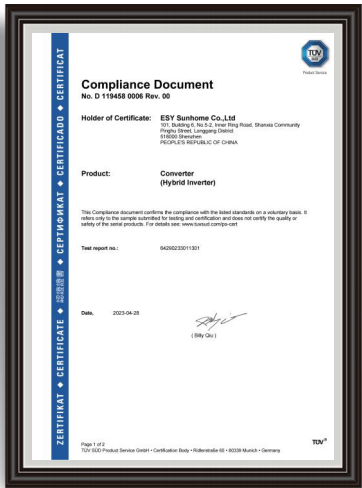 TÜV
SÜD
Product Service
Compliance Document
No. D 119458 0006 Rev. 00
Holder of Certificate: ESY Sunhome Co.,Ltd
101, Building 6, No.5-2, Inner Ring Road, Shanxia Community
Pinghu Street, Longgang District
518000 Shenzhen
PEOPLE'S REPUBLIC OF CHINA
Product: Converter
(Hybrid Inverter)
This Compliance document confirms the compliance with the listed standards on a voluntary basis. It
refers only to the sample submitted for testing and certification and does not certify the quality or
safety of the serial products. For details see: www.tuvsud.com/ps-cert
Test report no.: 64290233011301
Date, 2023-04-28
( Billy Qiu )
Page 1 of 2
TÜV SÜD Product Service GmbH • Certification Body • Ridlerstraße 65 • 80339 Munich • Germany
TÜV®
ZERTIFIKAT ◆ CERTIFICATE ◆ 認證證書 ◆ СЕРТИФИКАТ ◆ CERTIFICADO ◆ CERTIFICAT